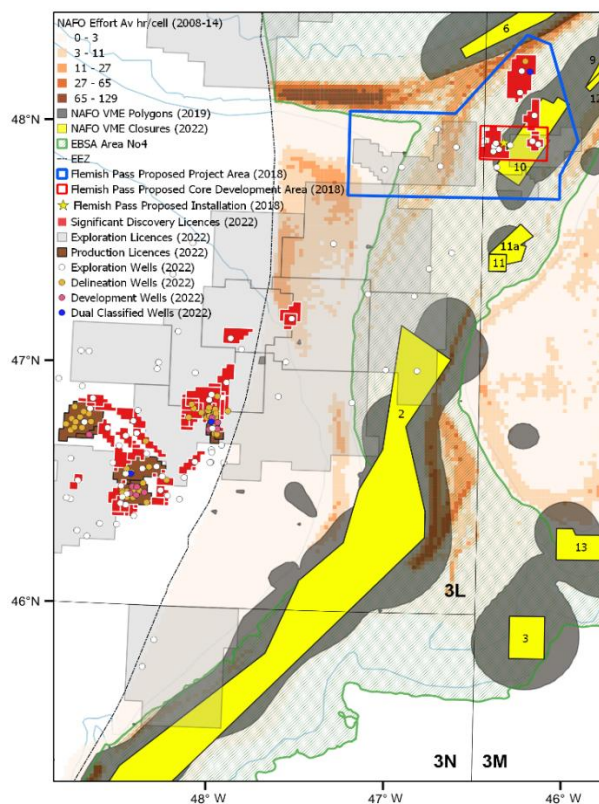 NAFO Effort Av hr/cell (2008-14)
0 - 3
3 - 11
11 - 27
27 - 65
65 - 129
NAFO VME Polygons (2019)
NAFO VME Closures (2022)
EBSA Area No4
EEZ
Flemish Pass Proposed Project Area (2018)
Flemish Pass Proposed Core Development Area (2018)
Flemish Pass Proposed Installation (2018)
Significant Discovery Licences (2022)
Exploration Licences (2022)
Production Licences (2022)
Exploration Wells (2022)
Delineation Wells (2022)
Development Wells (2022)
Dual Classified Wells (2022)
6
9
12
48°N
10
11a
11
47°N
2
13
46°N
3L
3
3N 3M
48°W 47°W 46°W